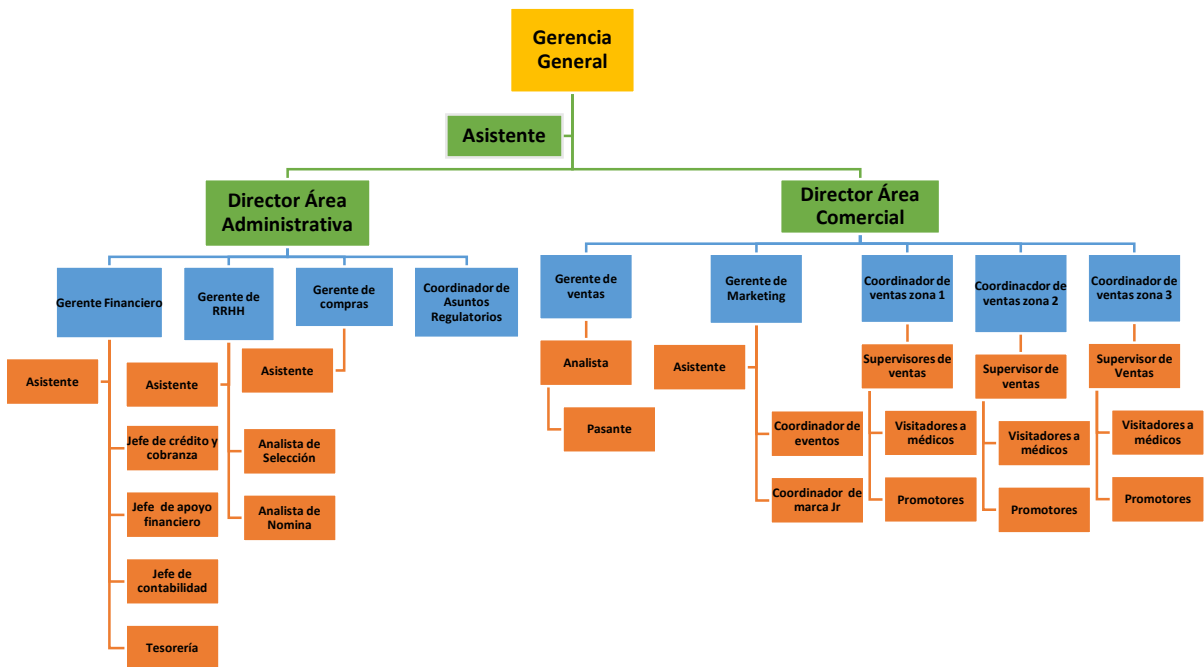 Gerencia
General
Asistente
Director Área
Administrativa
Director Área
Comercial
Gerente Financiero
Gerente de
RRHH
Gerente
de compras
Coordinador de
Asuntos
Regulatorios
Gerente de
ventas
Gerente de
Marketing
Coordinador de
ventas zona 1
Coordinacdor de
ventas zona 2
Coordinador de
ventas zona 3
Asistente
Jefe de crédito y
cobranza
Jefe de apoyo
financiero
Jefe de
contabilidad
Tesorería
Asistente
Analista de
Selección
Analista de
Nomina
Asistente
Analista
Pasante
Asistente
Coordinador de
eventos
Coordinador de
marca Jr
Supervisores de
ventas
Visitadores a
médicos
Promotores
Supervisor de
ventas
Visitadores a
médicos
Promotores
Supervisor de
Ventas
Visitadores a
médicos
Promotores